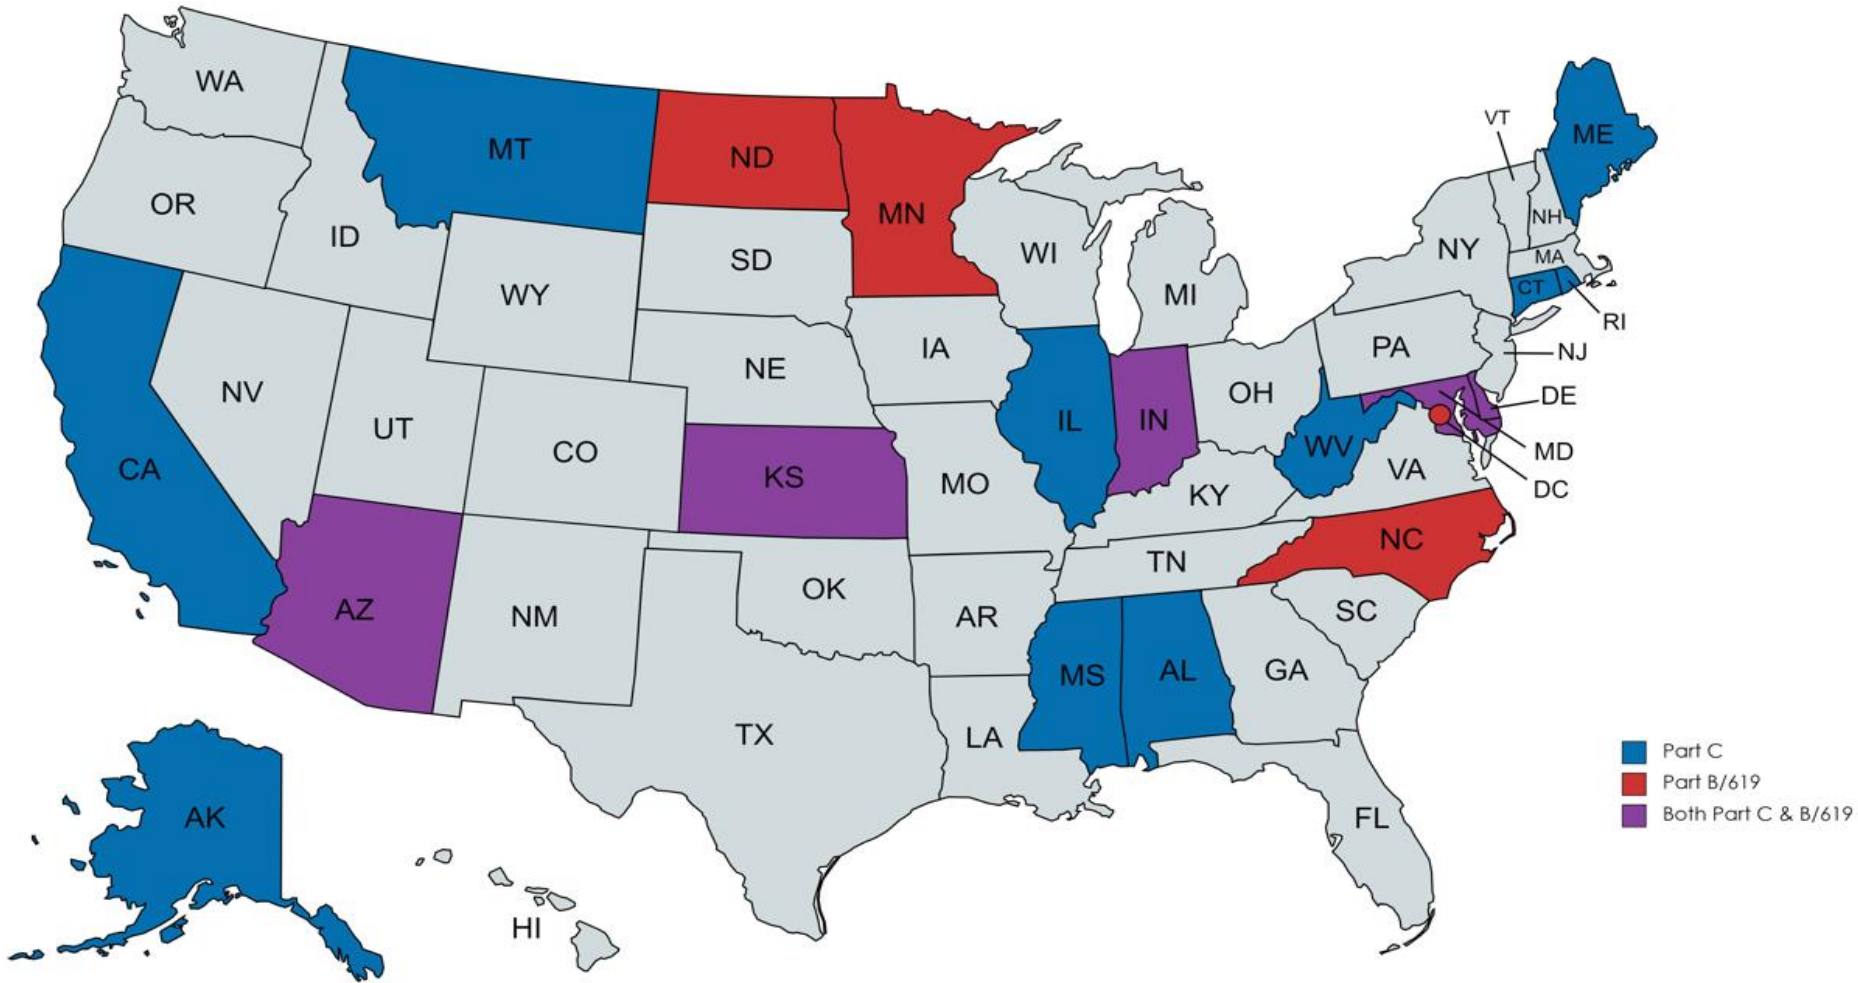 WA
MT
ND
MN
VT
ME
OR
ID
SD
WI
NH
NY
MA
WY
MI
CT
RI
IA
PA
NJ
NE
NV
OH
DE
UT
CO
KS
IL
IN
WV
MD
CA
MO
KY
VA
DC
AZ
NM
OK
AR
TN
NC
SC
MS
AL
GA
TX
LA
Part C
Part B/619
Both Part C & B/619
AK
FL
HI